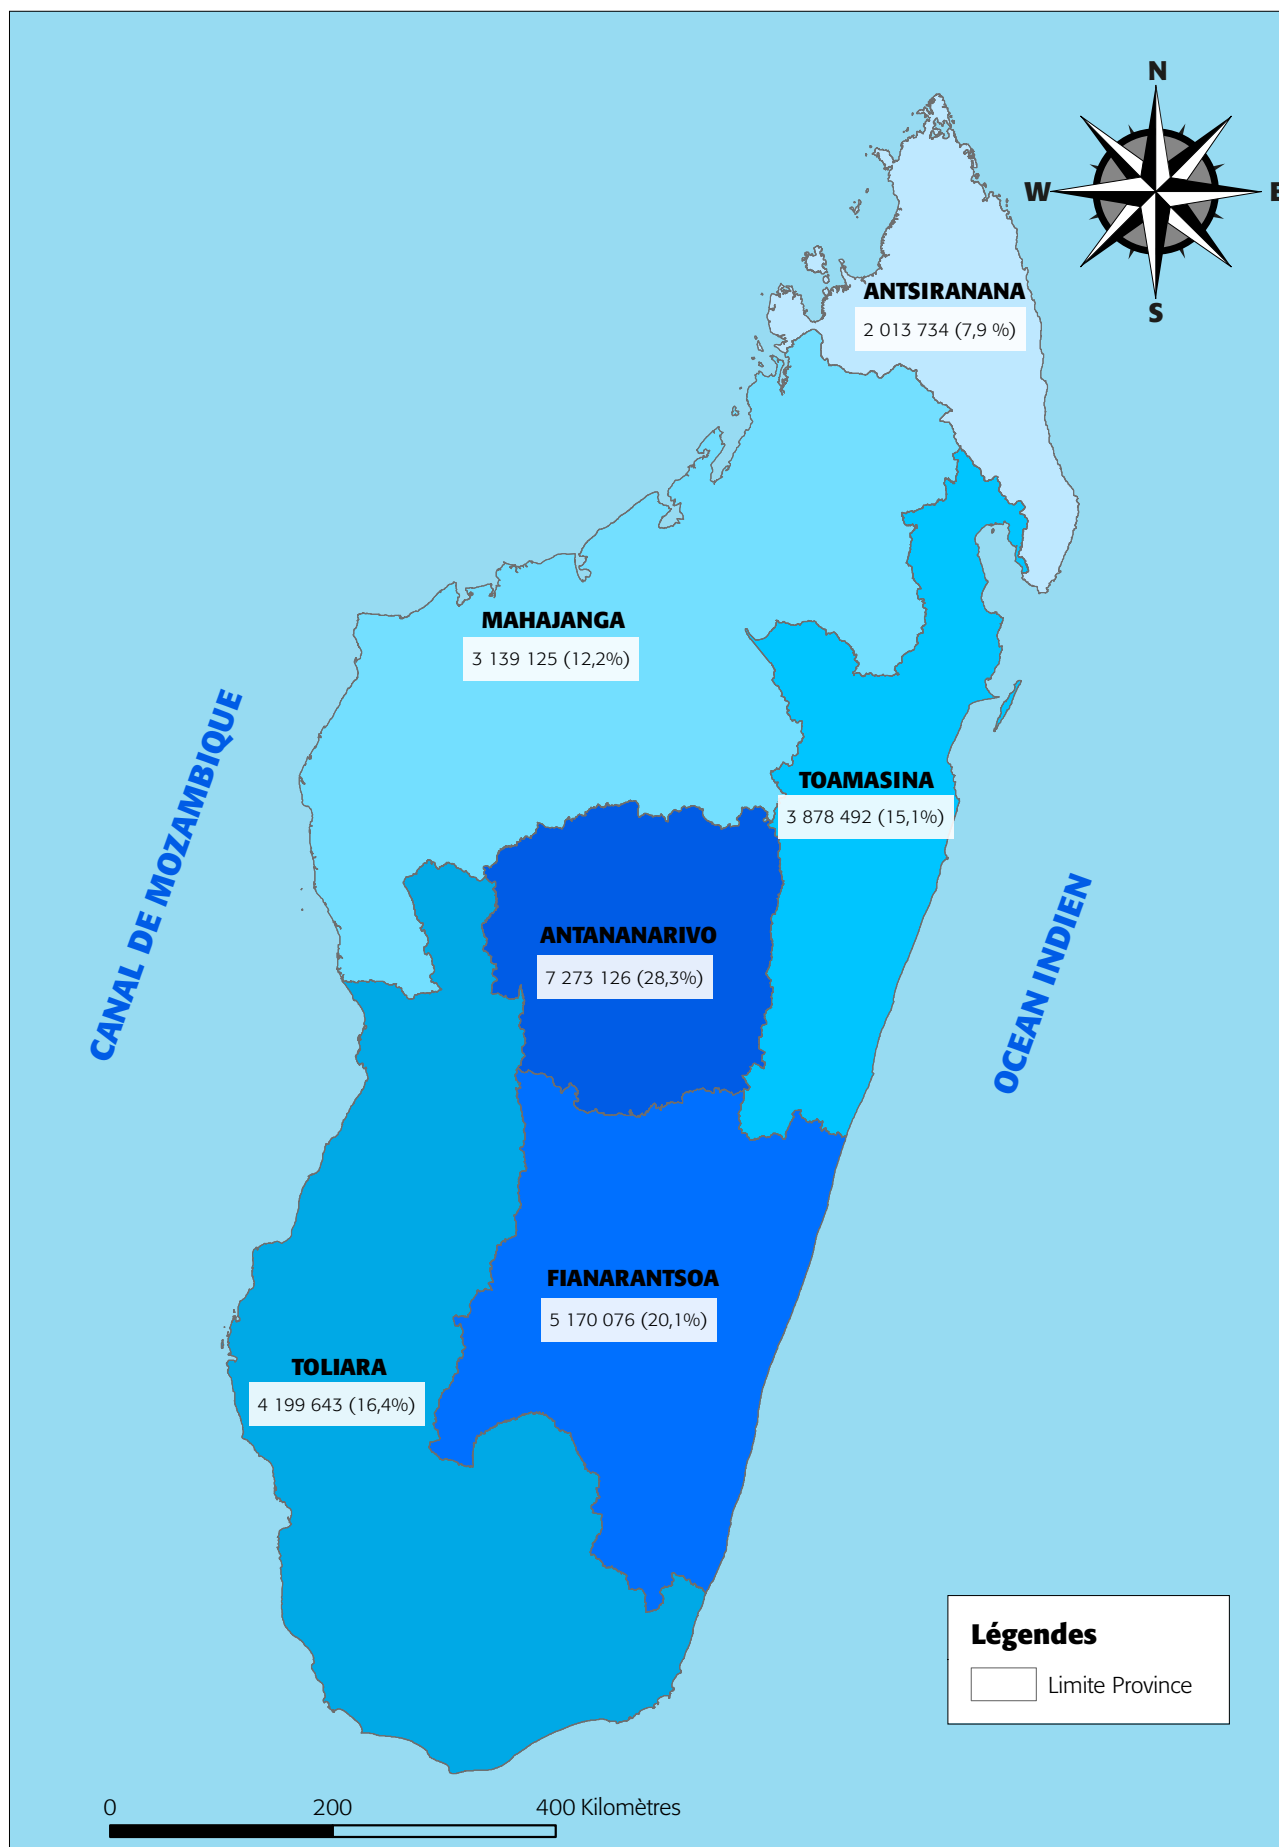 N
W
E
S
ANTSIRANANA
2 013 734 (7,9 %)
MAHAJANGA
3 139 125 (12,2%)
CANAL DE MOZAMBIQUE
TOAMASINA
3 878 492 (15,1%)
ANTANANARIVO
7 273 126 (28,3%)
OCEAN INDIEN
FIANARANTSOA
5 170 076 (20,1%)
TOLIARA
4 199 643 (16,4%)
Légendes
Limite Province
0 200 400 Kilomètres